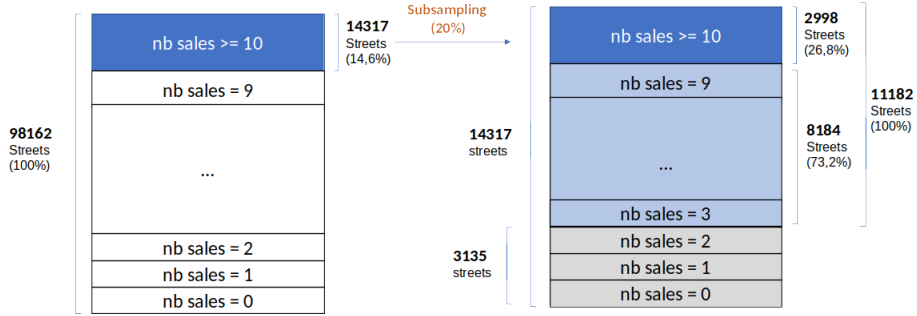 98162
Streets
(100%)
nb sales >= 10
nb sales = 9
...
nb sales = 2
nb sales = 1
nb sales = 0
14317
Streets
(14,6%)
Subsampling
(20%)
14317
streets
3135
streets
nb sales >= 10
nb sales = 9
...
nb sales = 3
nb sales = 2
nb sales = 1
nb sales = 0
2998
Streets
(26,8%)
8184
Streets
(73,2%)
11182
Streets
(100%)